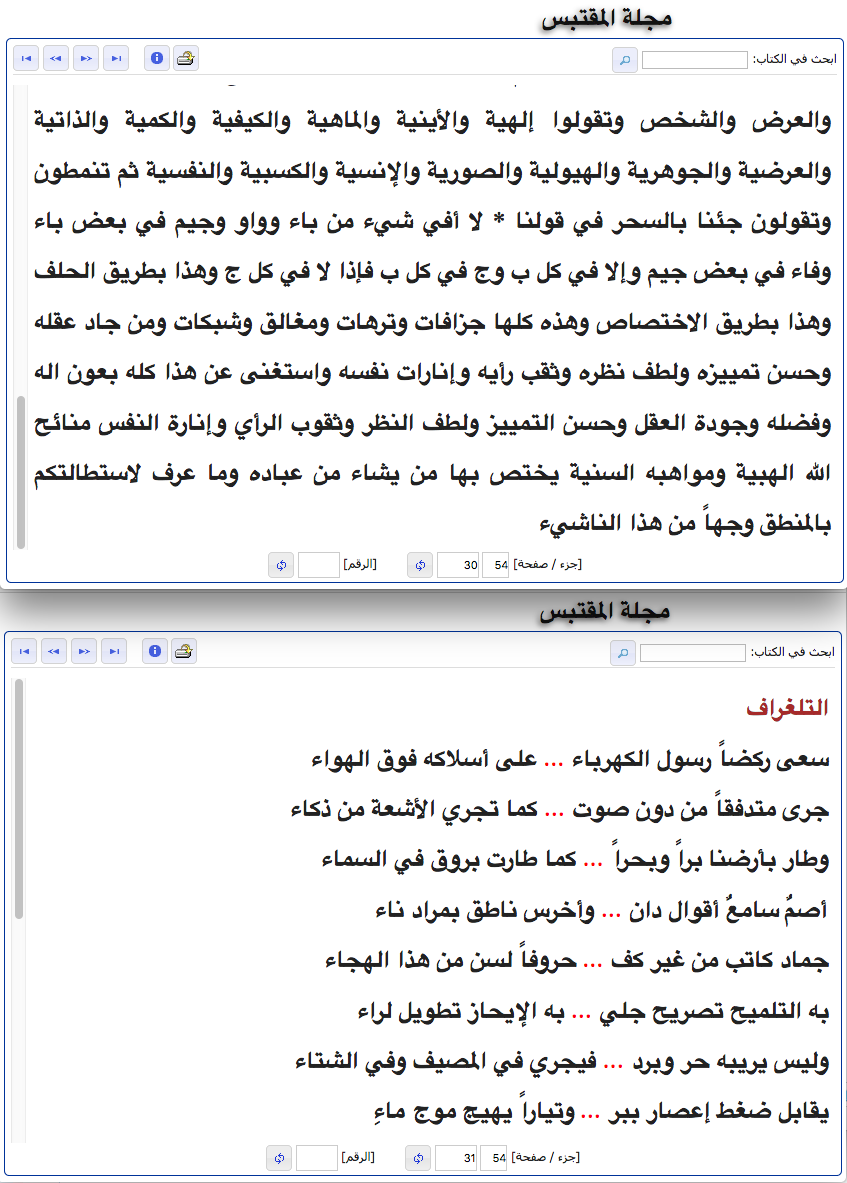 مجلة المقتبس
ابحث في الكتاب:
والعرض والشخص وتقولوا إلهية والأينية والماهية والكيفية والكمية والذاتية
والعرضية والجوهرية والهيولية والصورية والإنسية والكسبية والنفسية ثم تنمطون
وتقولون جئنا بالسحر في قولنا * لا أفي شيء من باء وواو وجيم في بعض باء
وفاء في بعض جيم وإلا في كل ب وج في كل ب فإذا لا في كل ج وهذا بطريق الحلف
وهذا بطريق الاختصاص وهذه كلها جزافات وترهات ومغالق وشبكات ومن جاد عقله
وحسن تمييزه ولطف نظره وثقب رأيه وإنارات نفسه واستغنى عن هذا كله بعون اله
وفضله وجودة العقل وحسن التمييز ولطف النظر وثقوب الرأي وإنارة النفس منائح
الله الهبية ومواهبه السنية يختص بها من يشاء من عباده وما عرف لاستطالتكم
بالمنطق وجهاً من هذا الناشيء
[جزء / صفحة] 54 30 [الرقم]
مجلة المقتبس
ابحث في الكتاب:
التلغراف
سعى ركضاً رسول الكهرباء ... على أسلاكه فوق الهواء
جرى متدفقاً من دون صوت ... كما تجري الأشعة من ذكاء
وطار بأرضنا براً وبحراً ... كما طارت بروق في السماء
أصمٌ سامعٌ أقوال دان ... وأخرس ناطق بمراد ناء
جماد كاتب من غير كف ... حروفاً لسن من هذا الهجاء
به التلميح تصريح جلي ... به الإيحاز تطويل لراء
وليس يريبه حر وبرد ... فيجري في المصيف وفي الشتاء
يقابل ضغط إعصار ببر ... وتياراً يهيج موج ماءِ
[جزء / صفحة] 54 31 [الرقم]